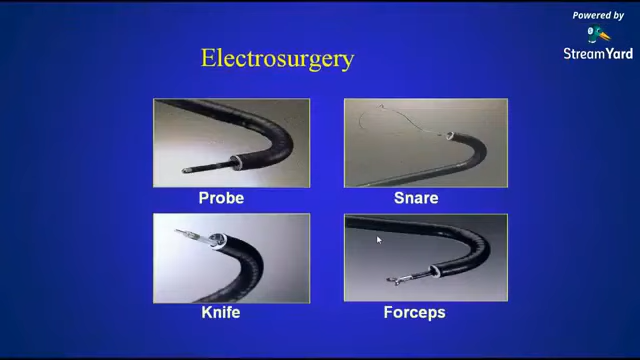 Powered by
StreamYard
Electrosurgery
Probe
Snare
Knife
Forceps